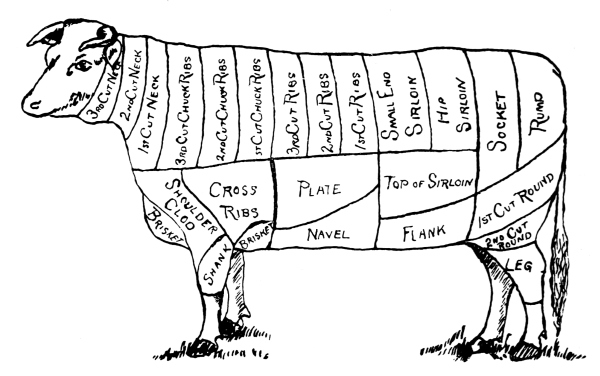 3RD CUT NECK
2ND CUT NECK
1ST CUT NECK
3RD CUT CHUCK RIBS
2ND CUT CHUCK RIBS
1ST CUT CHUCK RIBS
3RD CUT RIBS
2ND CUT RIBS
1ST CUT RIBS
SMALL END
SIRLOIN
HIP
SIRLOIN
SOCKET
RUMP
SHOULDER
CLOD
CROSS
RIBS
PLATE
TOP OF SIRLOIN
1ST CUT ROUND
BRISKET
SHANK
BRISKET
NAVEL
FLANK
2ND CUT
ROUND
LEG